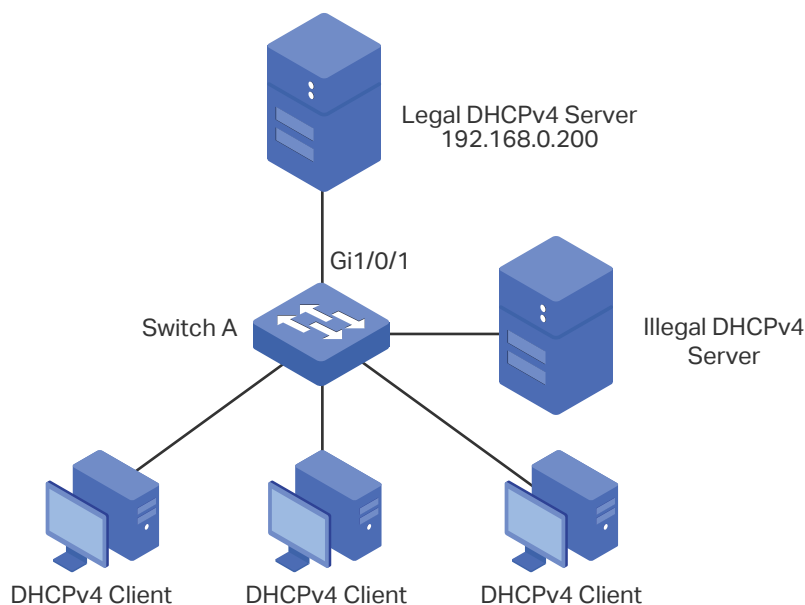 Legal DHCPv4 Server
192.168.0.200
Gi1/0/1
Switch A
Illegal DHCPv4
Server
DHCPv4 Client
DHCPv4 Client
DHCPv4 Client